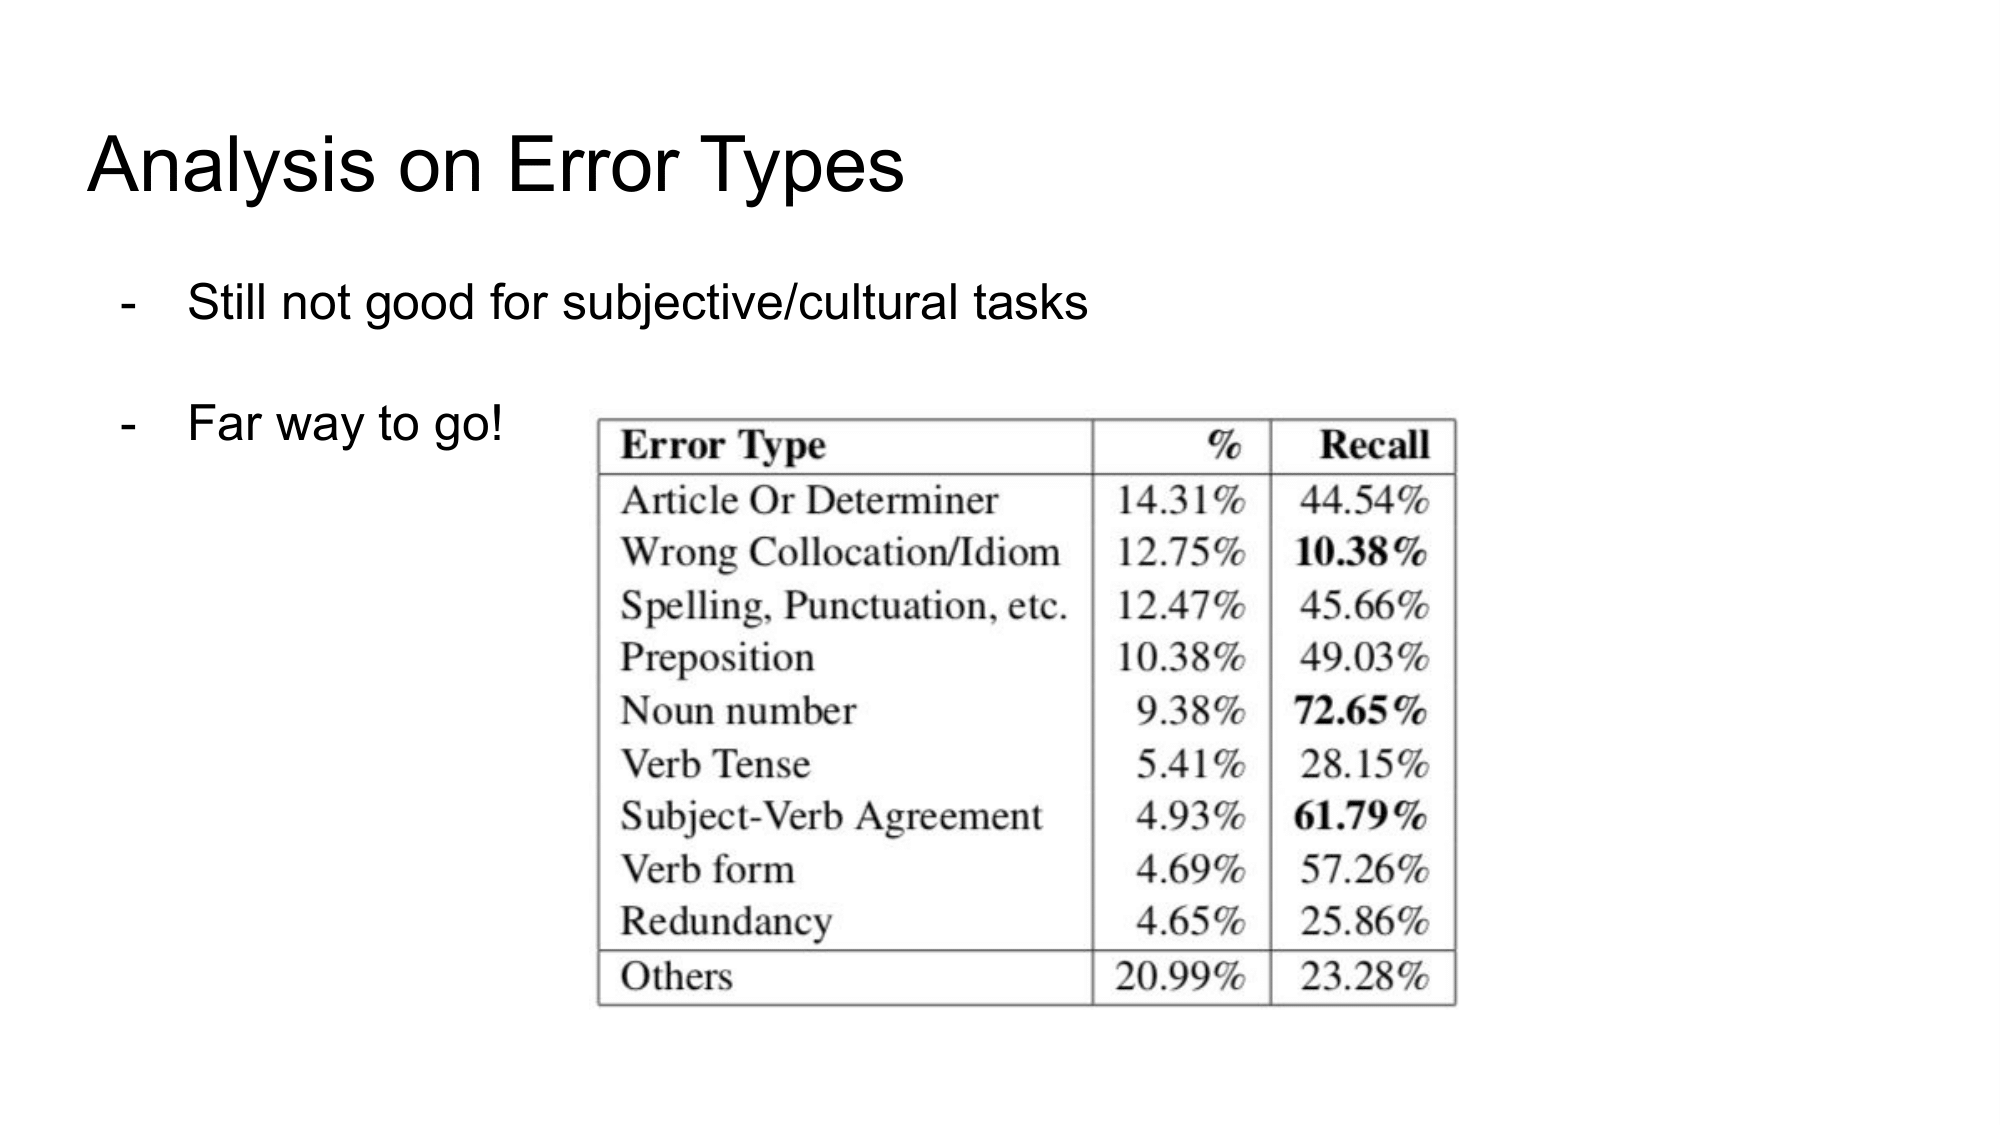 Analysis on Error Types
- Still not good for subjective/cultural tasks
- Far way to go!
Error Type % Recall
Article Or Determiner 14.31% 44.54%
Wrong Collocation/Idiom 12.75% 10.38%
Spelling, Punctuation, etc. 12.47% 45.66%
Preposition 10.38% 49.03%
Noun number 9.38% 72.65%
Verb Tense 5.41% 28.15%
Subject-Verb Agreement 4.93% 61.79%
Verb form 4.69% 57.26%
Redundancy 4.65% 25.86%
Others 20.99% 23.28%